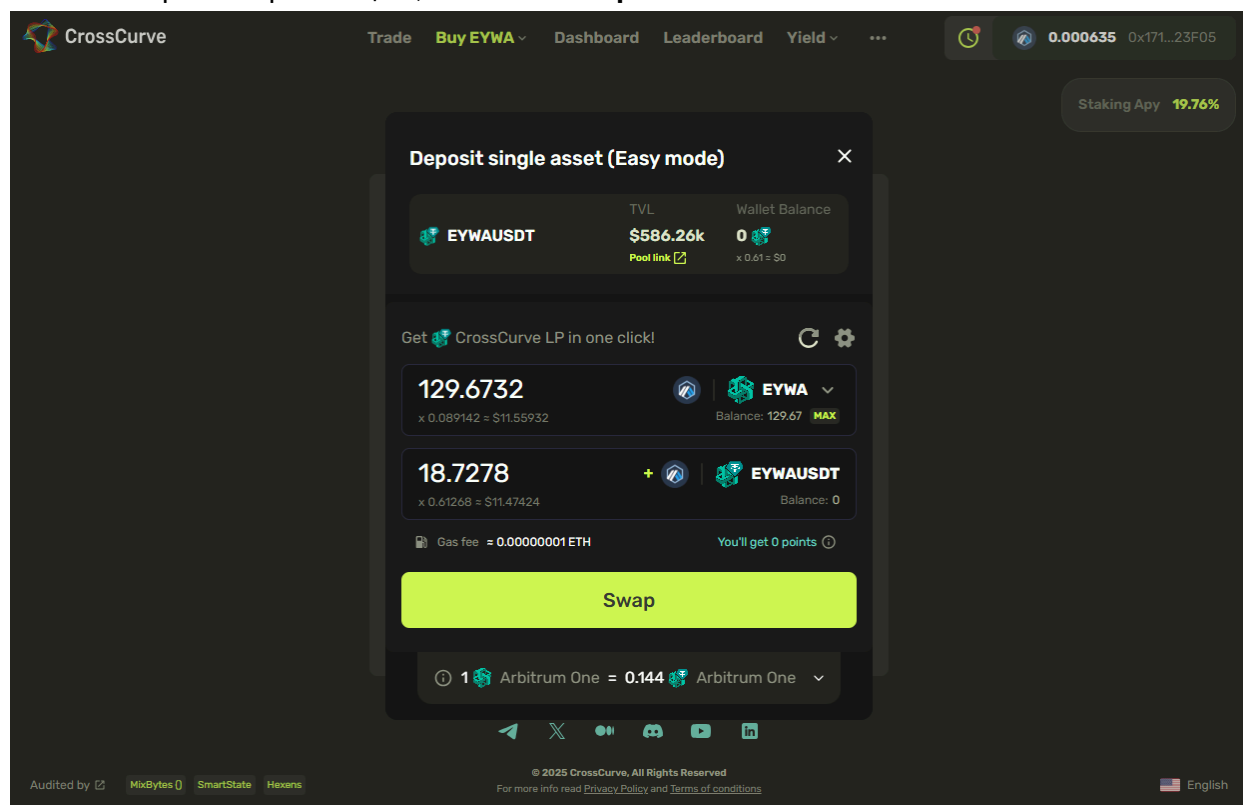 CrossCurve
Trade Buy EYWA Dashboard Leaderboard Yield ••• 0.000635 0x171...23F05
Staking Apy 19.76%
Deposit single asset (Easy mode)
TVL Wallet Balance
EYWAUSDT $586.26k 0
Pool link x 0.61 = $0
Get CrossCurve LP in one click!
129.6732 EYWA
x 0.089142 ≈ $11.55932 Balance: 129.67 MAX
18.7278 + EYWAUSDT
x 0.61268 ≈ $11.47424 Balance: 0
Gas fee = 0.00000001 ETH You'll get 0 points
Swap
1 Arbitrum One = 0.144 Arbitrum One
© 2025 CrossCurve, All Rights Reserved
Audited by MixBytes() SmartState Hexens For more info read Privacy Policy and Terms of conditions English